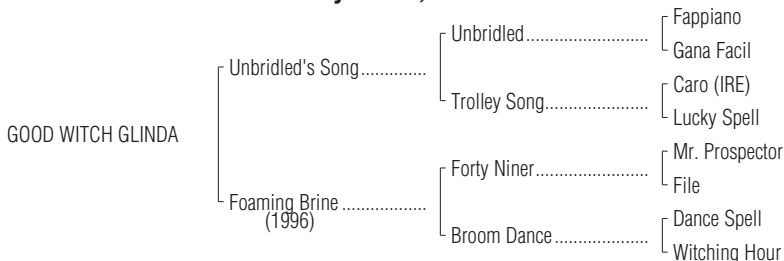 Fappiano
Unbridled..............................
Gana Facil
Unbridled's Song...............
Caro (IRE)
Trolley Song.........................
Lucky Spell
GOOD WITCH GLINDA
Mr. Prospector
Forty Niner............................
File
Foaming Brine ...................
(1996)
Dance Spell
Broom Dance.......................
Witching Hour